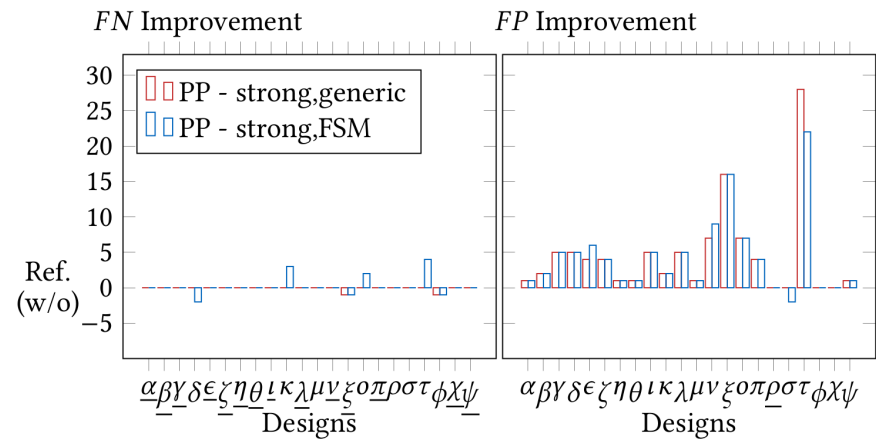 FN Improvement
FP Improvement
30
25
20
15
10
5
0
−5
Ref.
(w/o)
PP - strong,generic
PP - strong,FSM
αβγδϵζηθικλμνξοπρστϕχψ
Designs
αβγδϵζηθικλμνξοπρστϕχψ
Designs